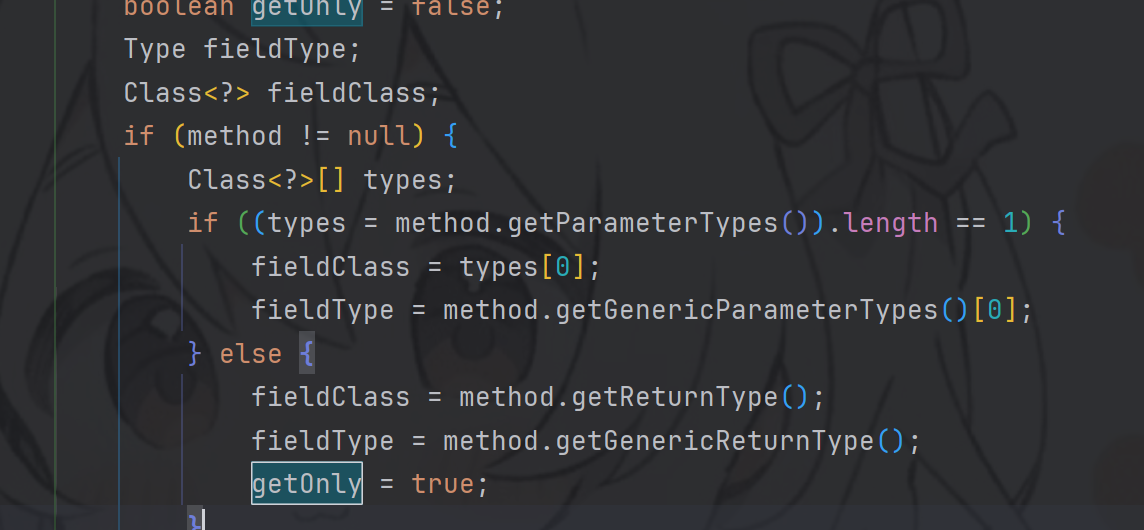 boolean getOnly = false;
Type fieldType;
Class<?> fieldClass;
if (method != null) {
Class<?>[] types;
if ((types = method.getParameterTypes()).length == 1) {
fieldClass = types[0];
fieldType = method.getGenericParameterTypes()[0];
} else {
fieldClass = method.getReturnType();
fieldType = method.getGenericReturnType();
getOnly = true;
}